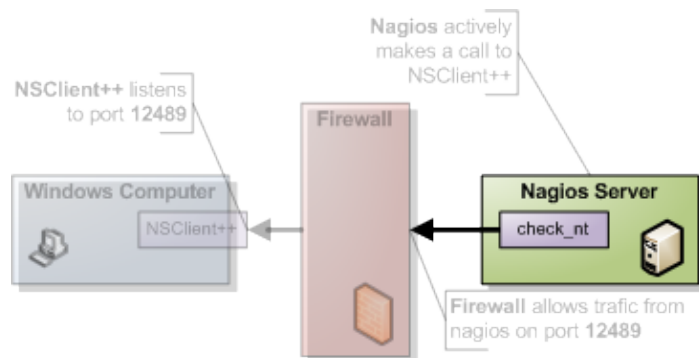 Nagios actively
makes a call to
NSClient++
NSClient++ listens
to port 12489
Firewall
Windows Computer
NSClient++
Nagios Server
check_nt
Firewall allows trafic from
nagios on port 12489